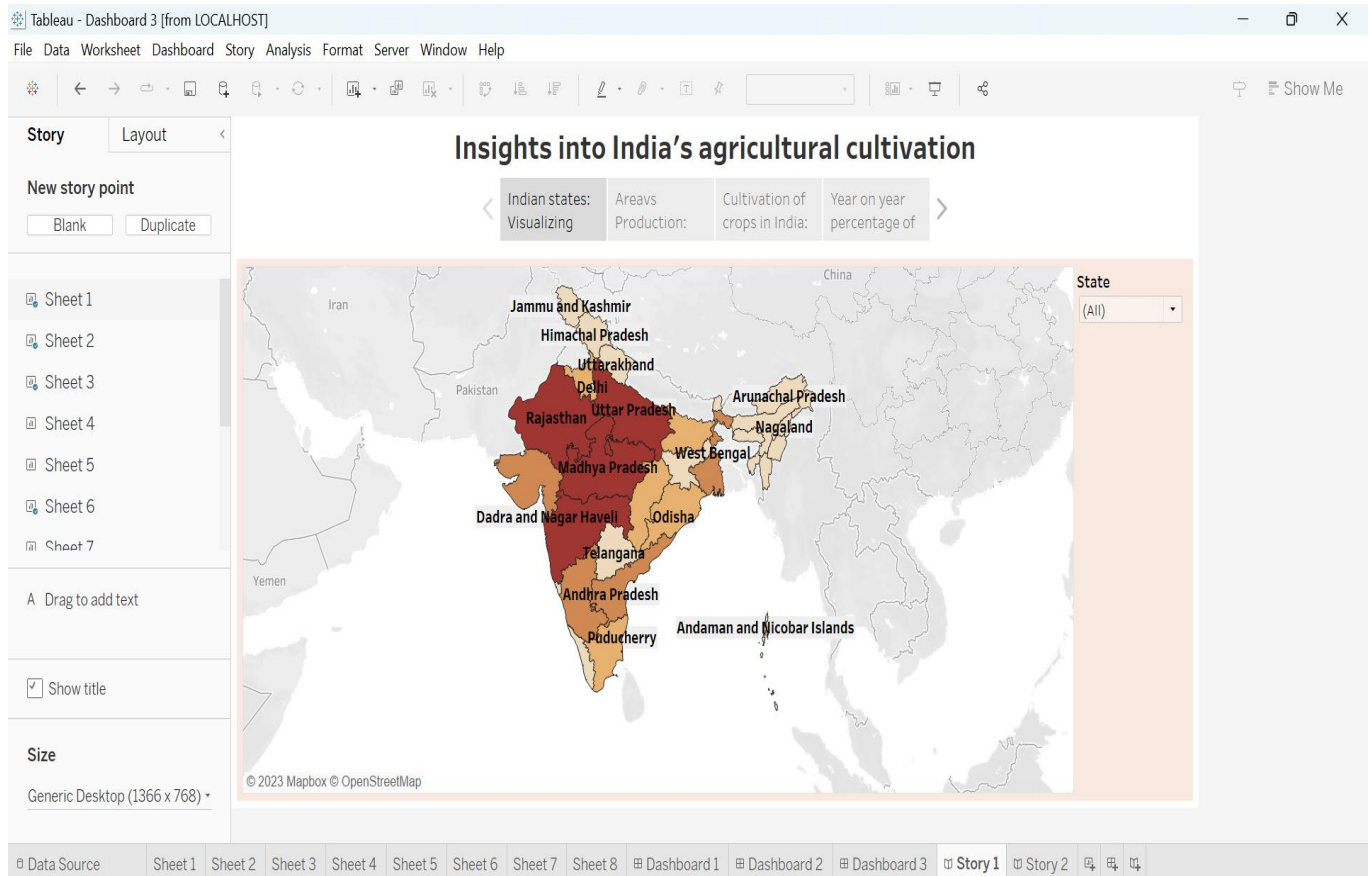 Tableau - Dashboard 3 [from LOCALHOST]
File Data Worksheet Dashboard Story Analysis Format Server Window Help
Show Me
Story Layout
New story point
Blank Duplicate
Sheet 1
Sheet 2
Sheet 3
Sheet 4
Sheet 5
Sheet 6
Sheet 7
A Drag to add text
Show title
Size
Generic Desktop (1366 x 768)
Insights into India's agricultural cultivation
Indian states:
Visualizing
Areavs
Production:
Cultivation of
crops in India:
Year on year
percentage of
China
Iran
Jammu and Kashmir
Himachal Pradesh
Uttarakhand
Delhi
Pakistan
Arunachal Pradesh
Rajasthan
Uttar Pradesh
Nagaland
West Bengal
Madhya Pradesh
Dadra and Nagar Haveli
Odisha
Telangana
Yemen
Andhra Pradesh
Andaman and Nicobar Islands
Puducherry
© 2023 Mapbox © OpenStreetMap
State
(All)
Data Source Sheet 1 Sheet 2 Sheet 3 Sheet 4 Sheet 5 Sheet 6 Sheet 7 Sheet 8 Dashboard 1 Dashboard 2 Dashboard 3 Story 1 Story 2